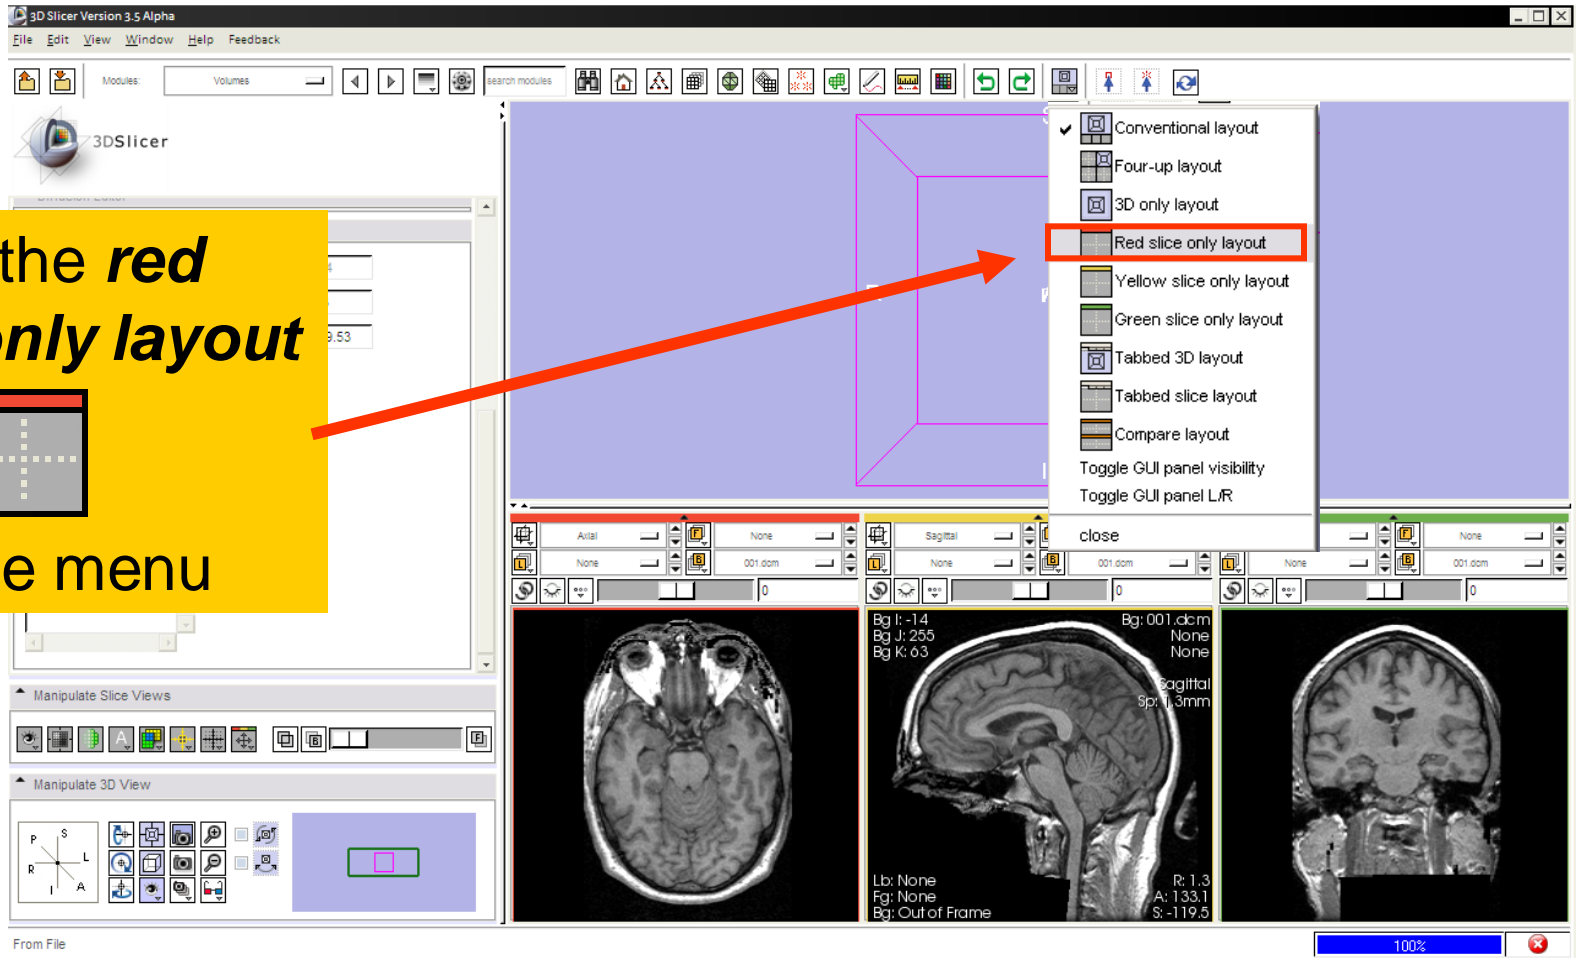 3D Slicer Version 3.5 Alpha
File Edit View Window Help Feedback
Modules: Volumes search modules
3DSlicer
the red
only layout
e menu
9.53
Conventional layout
Four-up layout
3D only layout
Red slice only layout
Yellow slice only layout
Green slice only layout
Tabbed 3D layout
Tabbed slice layout
Compare layout
Toggle GUI panel visibility
Toggle GUI panel L/R
close
Axial None
None 001.dcm
0
Sagittal
None 001.dcm
0
None
None 001.dcm
0
Bg I: -14
Bg J: 255
Bg K: 63
Bg: 001.dcm
None
None
Sagittal
Sp: 1.3mm
Lb: None
Fg: None
Bg: Out of Frame
R: 1.3
A: 133.1
S: -119.5
Manipulate Slice Views
Manipulate 3D View
P S
R L
I A
From File
100%